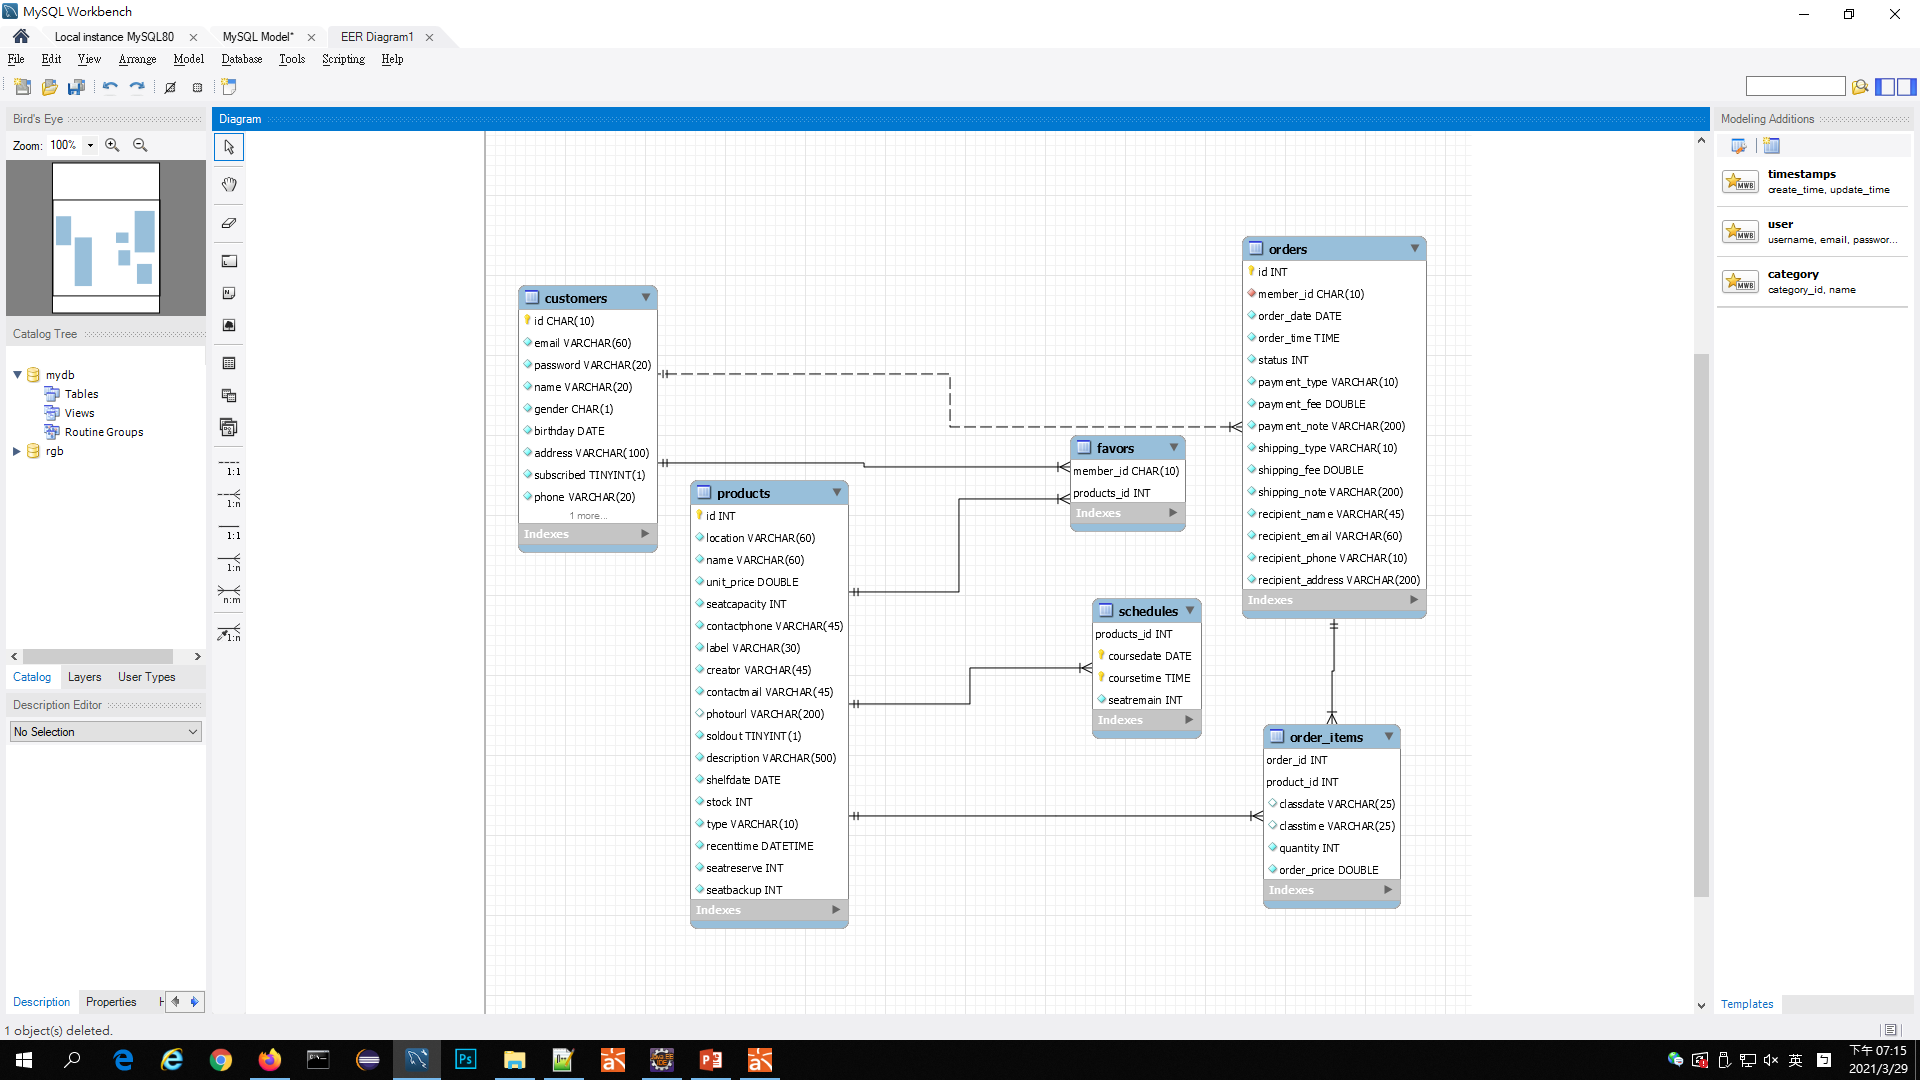 MySQL Workbench
Local instance MySQL80
MySQL Model*
EER Diagram1
File Edit View Arrange Model Database Tools Scripting Help
Bird's Eye
Zoom: 100%
Catalog Tree
mydb
Tables
Views
Routine Groups
rgb
Catalog Layers User Types
Description Editor
No Selection
Description Properties H
1 object(s) deleted.
1:1
1:n
1:1
1:n
n:m
1:n
Diagram
customers
id CHAR(10)
email VARCHAR(60)
password VARCHAR(20)
name VARCHAR(20)
gender CHAR(1)
birthday DATE
address VARCHAR(100)
subscribed TINYINT(1)
phone VARCHAR(20)
1 more...
Indexes
products
id INT
location VARCHAR(60)
name VARCHAR(60)
unit_price DOUBLE
seatcapacity INT
contactphone VARCHAR(45)
label VARCHAR(30)
creator VARCHAR(45)
contactmail VARCHAR(45)
photourl VARCHAR(200)
soldout TINYINT(1)
description VARCHAR(500)
shelfdate DATE
stock INT
type VARCHAR(10)
recenttime DATETIME
seatreserve INT
seatbackup INT
Indexes
favors
member_id CHAR(10)
products_id INT
Indexes
schedules
products_id INT
coursedate DATE
coursetime TIME
seatremain INT
Indexes
orders
id INT
member_id CHAR(10)
order_date DATE
order_time TIME
status INT
payment_type VARCHAR(10)
payment_fee DOUBLE
payment_note VARCHAR(200)
shipping_type VARCHAR(10)
shipping_fee DOUBLE
shipping_note VARCHAR(200)
recipient_name VARCHAR(45)
recipient_email VARCHAR(60)
recipient_phone VARCHAR(10)
recipient_address VARCHAR(200)
Indexes
order_items
order_id INT
product_id INT
classdate VARCHAR(25)
classtime VARCHAR(25)
quantity INT
order_price DOUBLE
Indexes
Modeling Additions
timestamps
create_time, update_time
user
username, email, passwor...
category
category_id, name
Templates
Ps
英
下午 07:15
2021/3/29